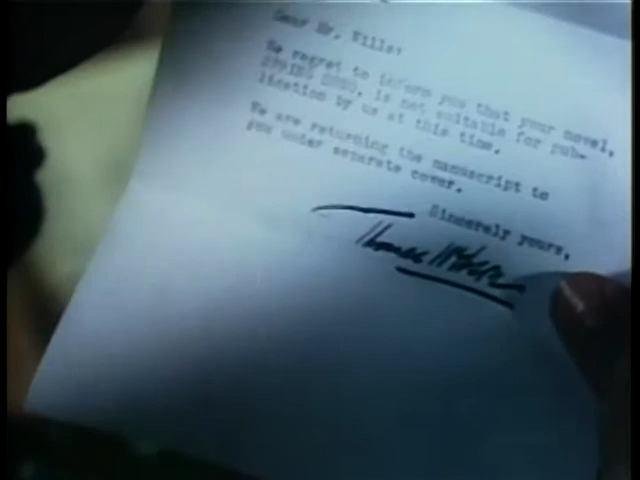 Dear Mr. Wills:
We regret to inform you that your novel,
is not suitable for pub-
lication by us at this time.
We are returning the manuscript to
you under separate cover.
Sincerely yours,
Thomas